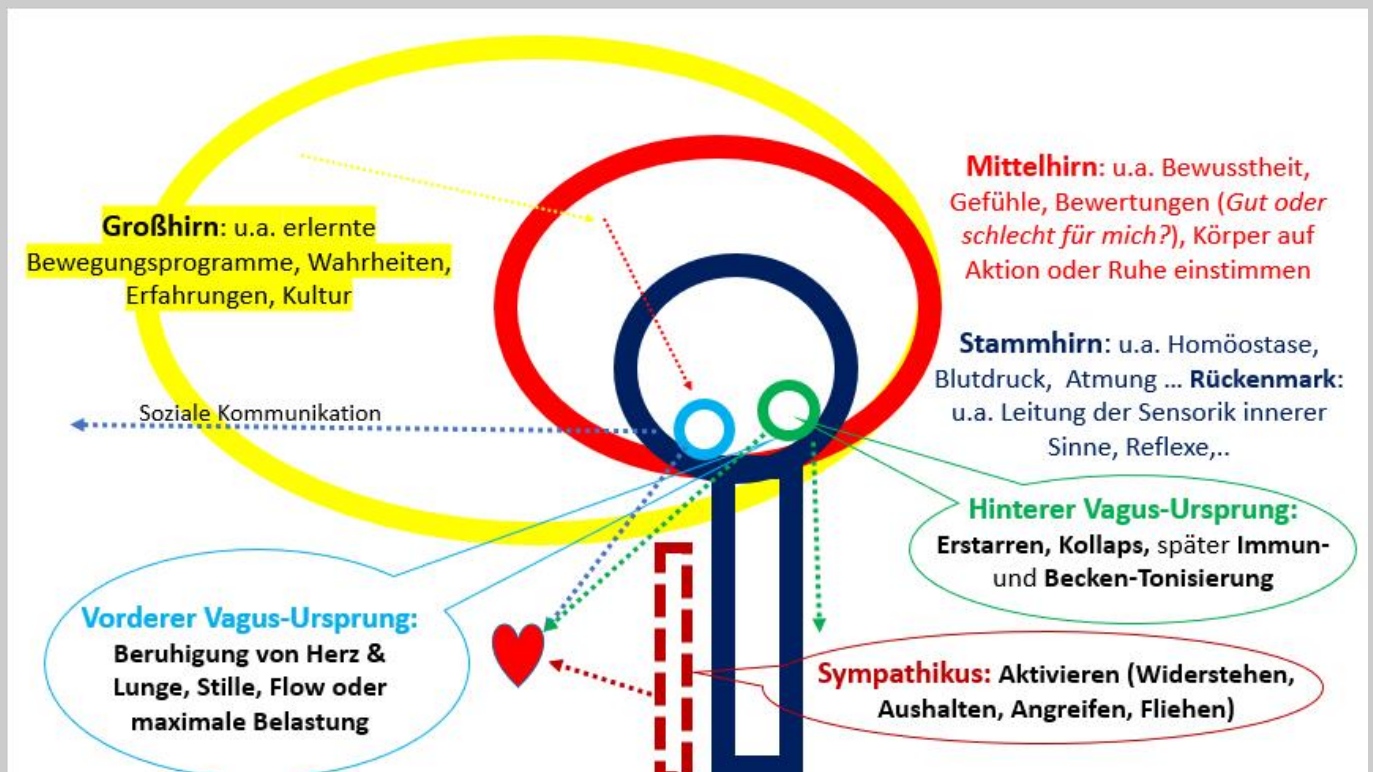 Großhirn: u.a. erlernte
Bewegungsprogramme, Wahrheiten,
Erfahrungen, Kultur
Mittelhirn: u.a. Bewusstheit,
Gefühle, Bewertungen (Gut oder
schlecht für mich?), Körper auf
Aktion oder Ruhe einstimmen
Stammhirn: u.a. Homöostase,
Blutdruck, Atmung ... Rückenmark:
u.a. Leitung der Sensorik innerer
Sinne, Reflexe,..
Soziale Kommunikation
Hinterer Vagus-Ursprung:
Erstarren, Kollaps, später Immun-
und Becken-Tonisierung
Vorderer Vagus-Ursprung:
Beruhigung von Herz &
Lunge, Stille, Flow oder
maximale Belastung
Sympathikus: Aktivieren (Widerstehen,
Aushalten, Angreifen, Fliehen)